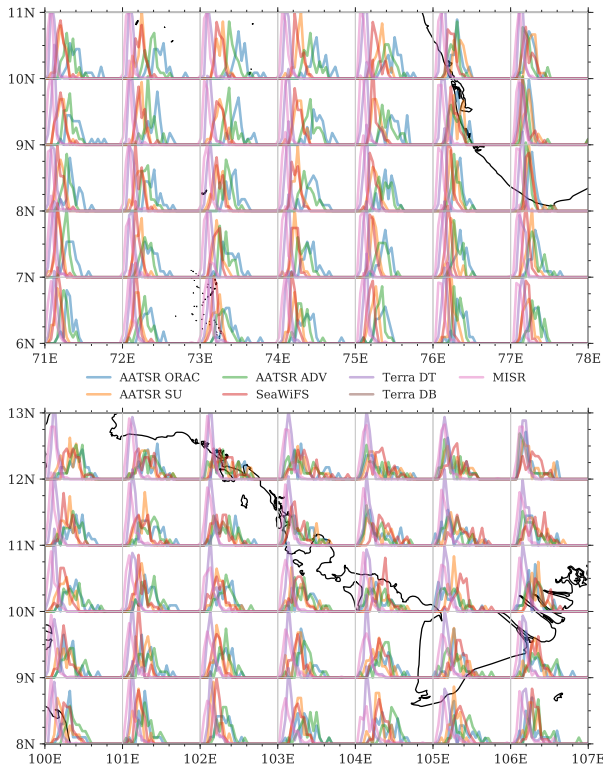 11N
10N
9N
8N
7N
6N
71E 72E 73E 74E 75E 76E 77E 78E
AATSR ORAC AATSR ADV Terra DT MISR
AATSR SU SeaWiFS Terra DB
13N
12N
11N
10N
9N
8N
100E 101E 102E 103E 104E 105E 106E 107E